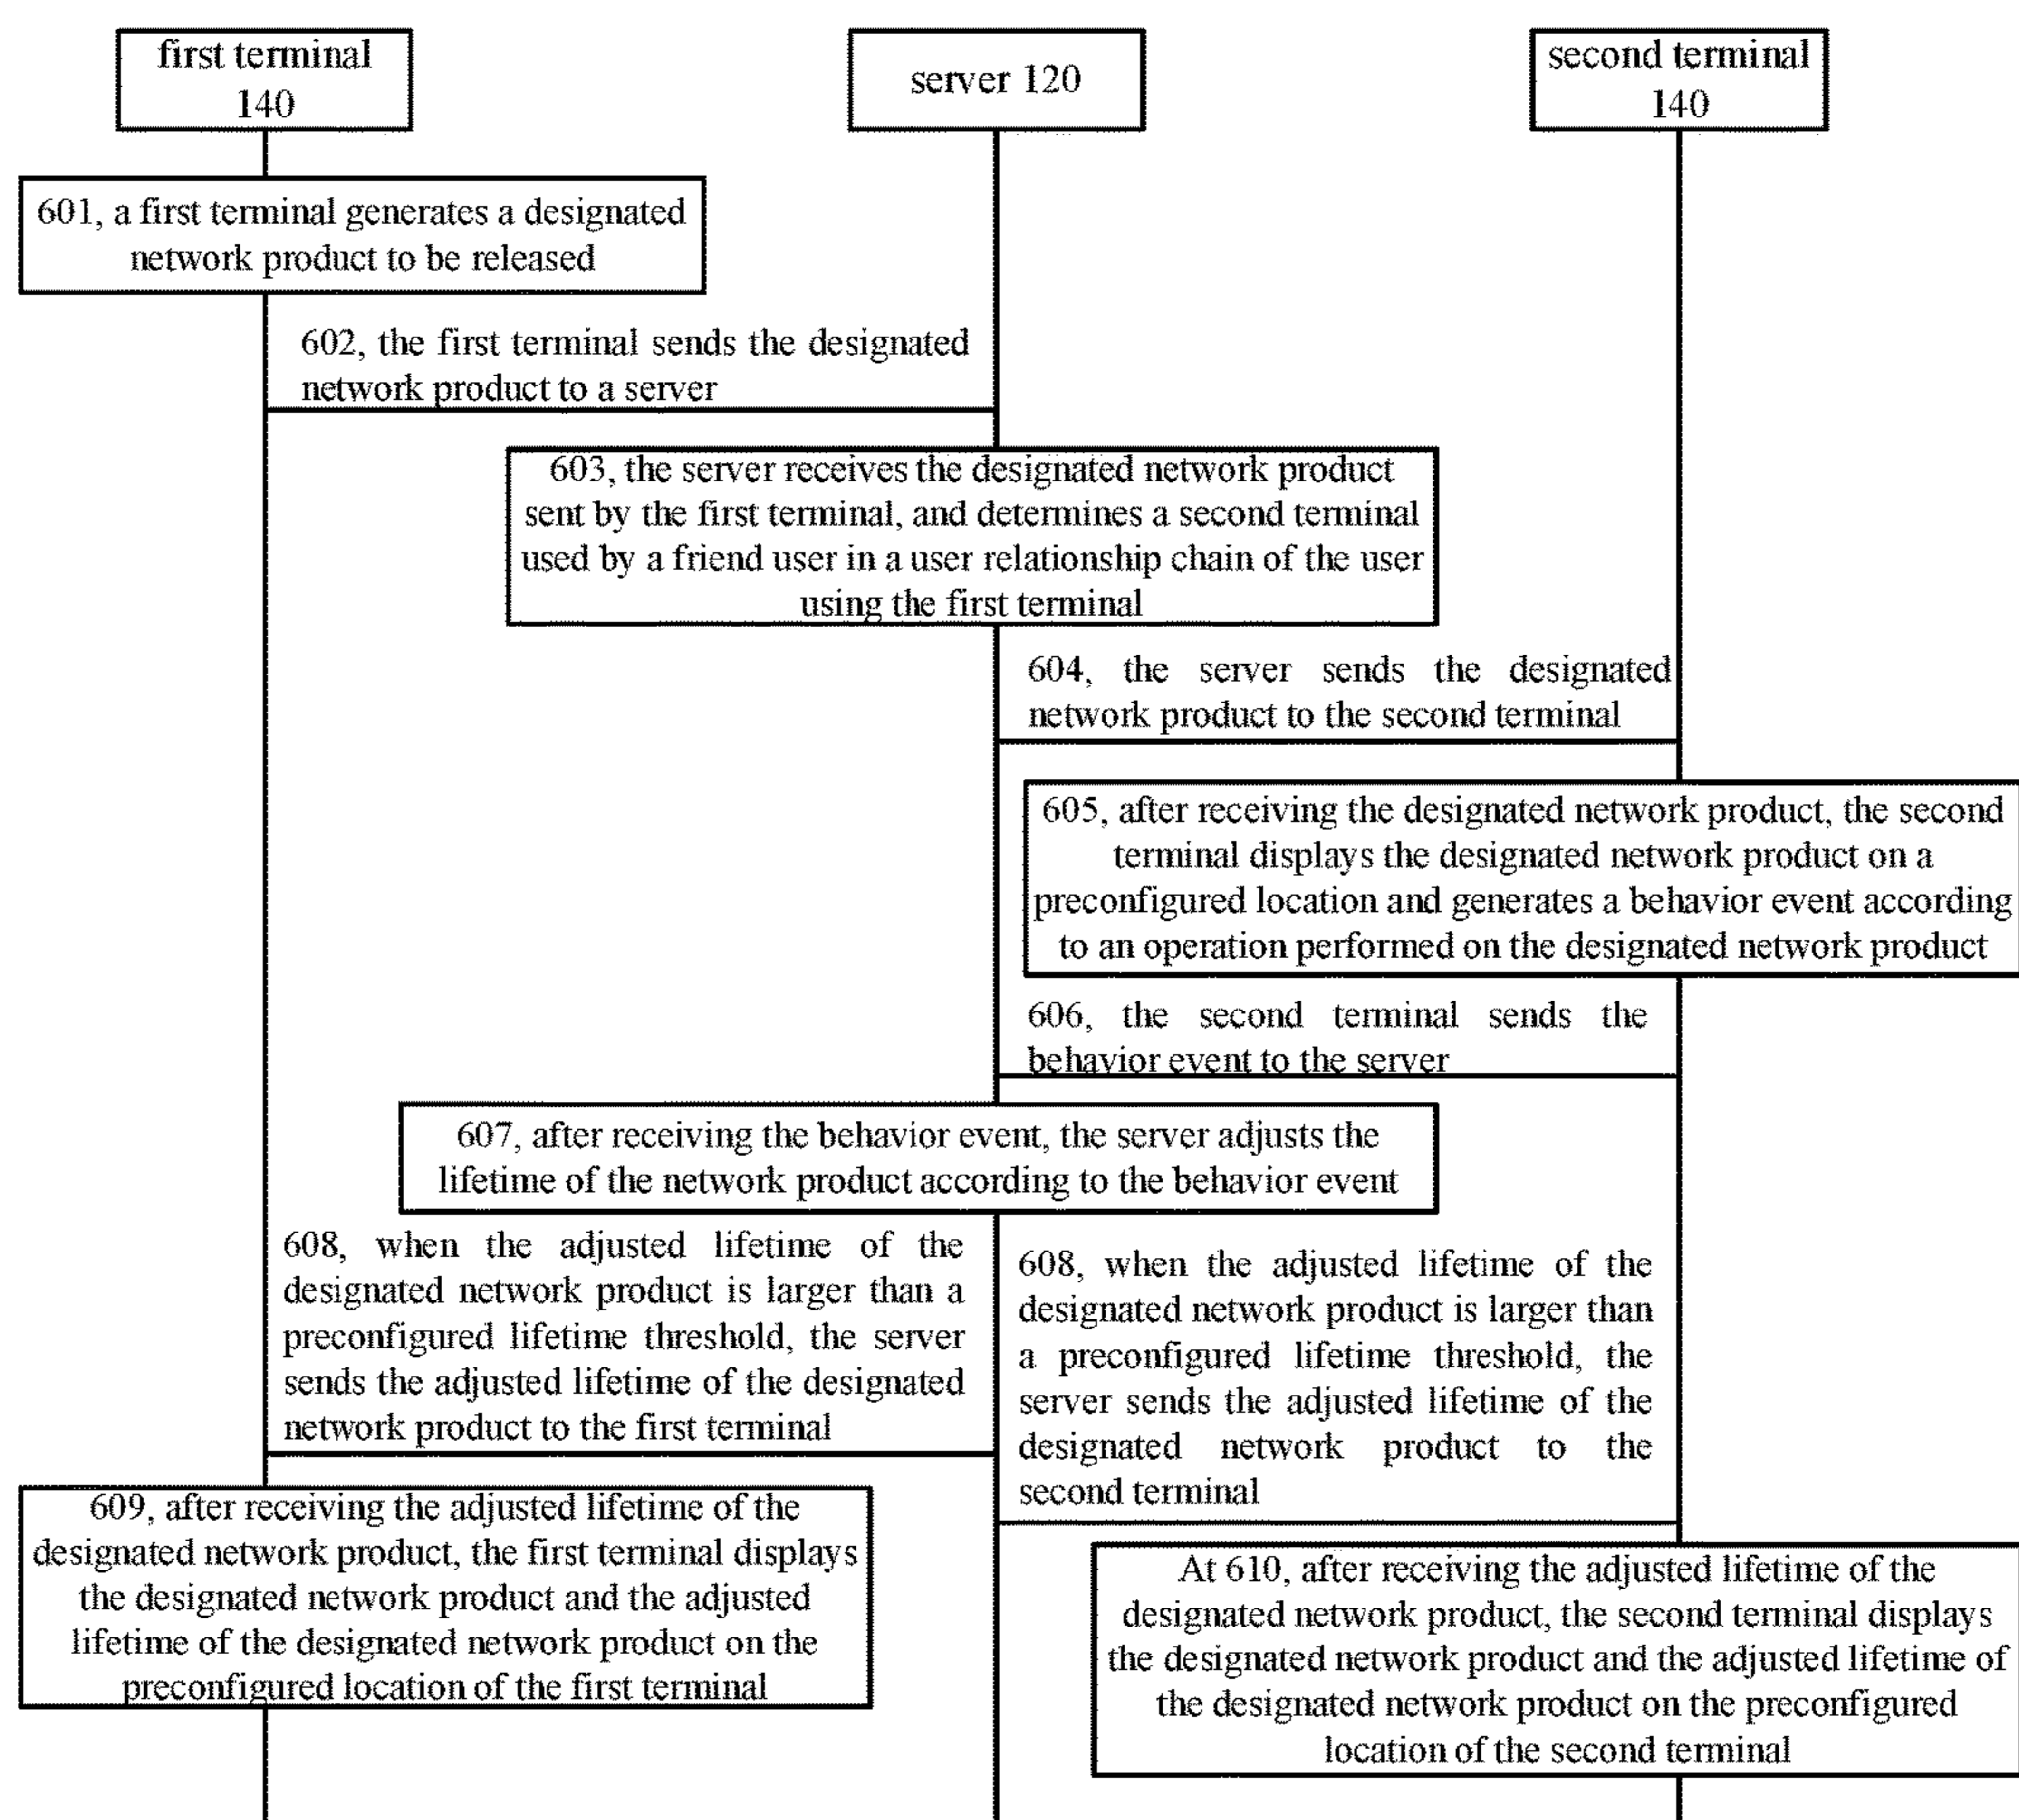 first terminal
140
server 120
second terminal
140
601, a first terminal generates a designated
network product to be released
602, the first terminal sends the designated
network product to a server
603, the server receives the designated network product
sent by the first terminal, and determines a second terminal
used by a friend user in a user relationship chain of the user
using the first terminal
604, the server sends the designated
network product to the second terminal
605, after receiving the designated network product, the second
terminal displays the designated network product on a
preconfigured location and generates a behavior event according
to an operation performed on the designated network product
606, the second terminal sends the
behavior event to the server
607, after receiving the behavior event, the server adjusts the
lifetime of the network product according to the behavior event
608, when the adjusted lifetime of the
designated network product is larger than a
preconfigured lifetime threshold, the server
sends the adjusted lifetime of the designated
network product to the first terminal
608, when the adjusted lifetime of the
designated network product is larger than
a preconfigured lifetime threshold, the
server sends the adjusted lifetime of the
designated network product to the
second terminal
609, after receiving the adjusted lifetime of the
designated network product, the first terminal displays
the designated network product and the adjusted
lifetime of the designated network product on the
preconfigured location of the first terminal
At 610, after receiving the adjusted lifetime of the
designated network product, the second terminal displays
the designated network product and the adjusted lifetime of
the designated network product on the preconfigured
location of the second terminal